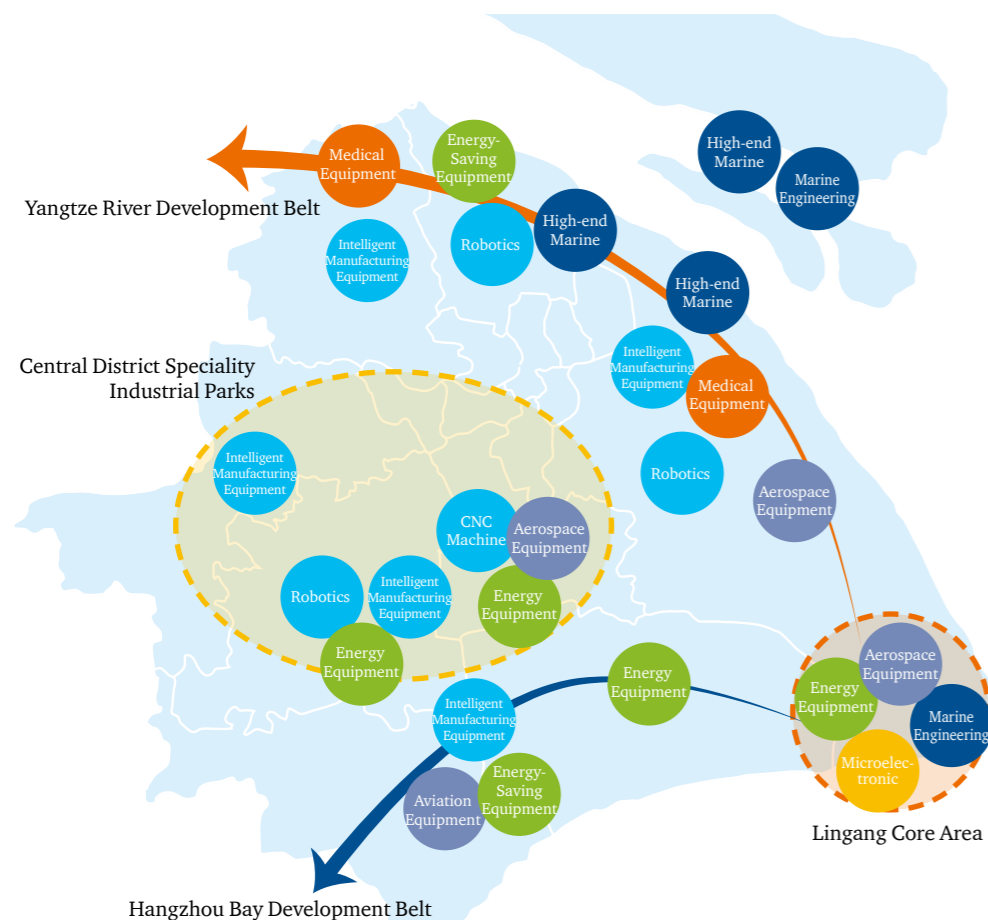 High-end
Marine
Marine
Engineering
Medical
Equipment
Energy-
Saving
Equipment
Yangtze River Development Belt
High-end
Marine
Robotics
Intelligent
Manufacturing
Equipment
High-end
Marine
Central District Speciality
Industrial Parks
Intelligent
Manufacturing
Equipment
Medical
Equipment
Intelligent
Manufacturing
Equipment
Robotics
Aerospace
Equipment
CNC
Machine
Aerospace
Equipment
Robotics
Intelligent
Manufacturing
Equipment
Energy
Equipment
Energy
Equipment
Energy
Equipment
Aerospace
Equipment
Energy
Equipment
Marine
Engineering
Microelec-
tronic
Lingang Core Area
Intelligent
Manufacturing
Equipment
Aviation
Equipment
Energy-
Saving
Equipment
Hangzhou Bay Development Belt